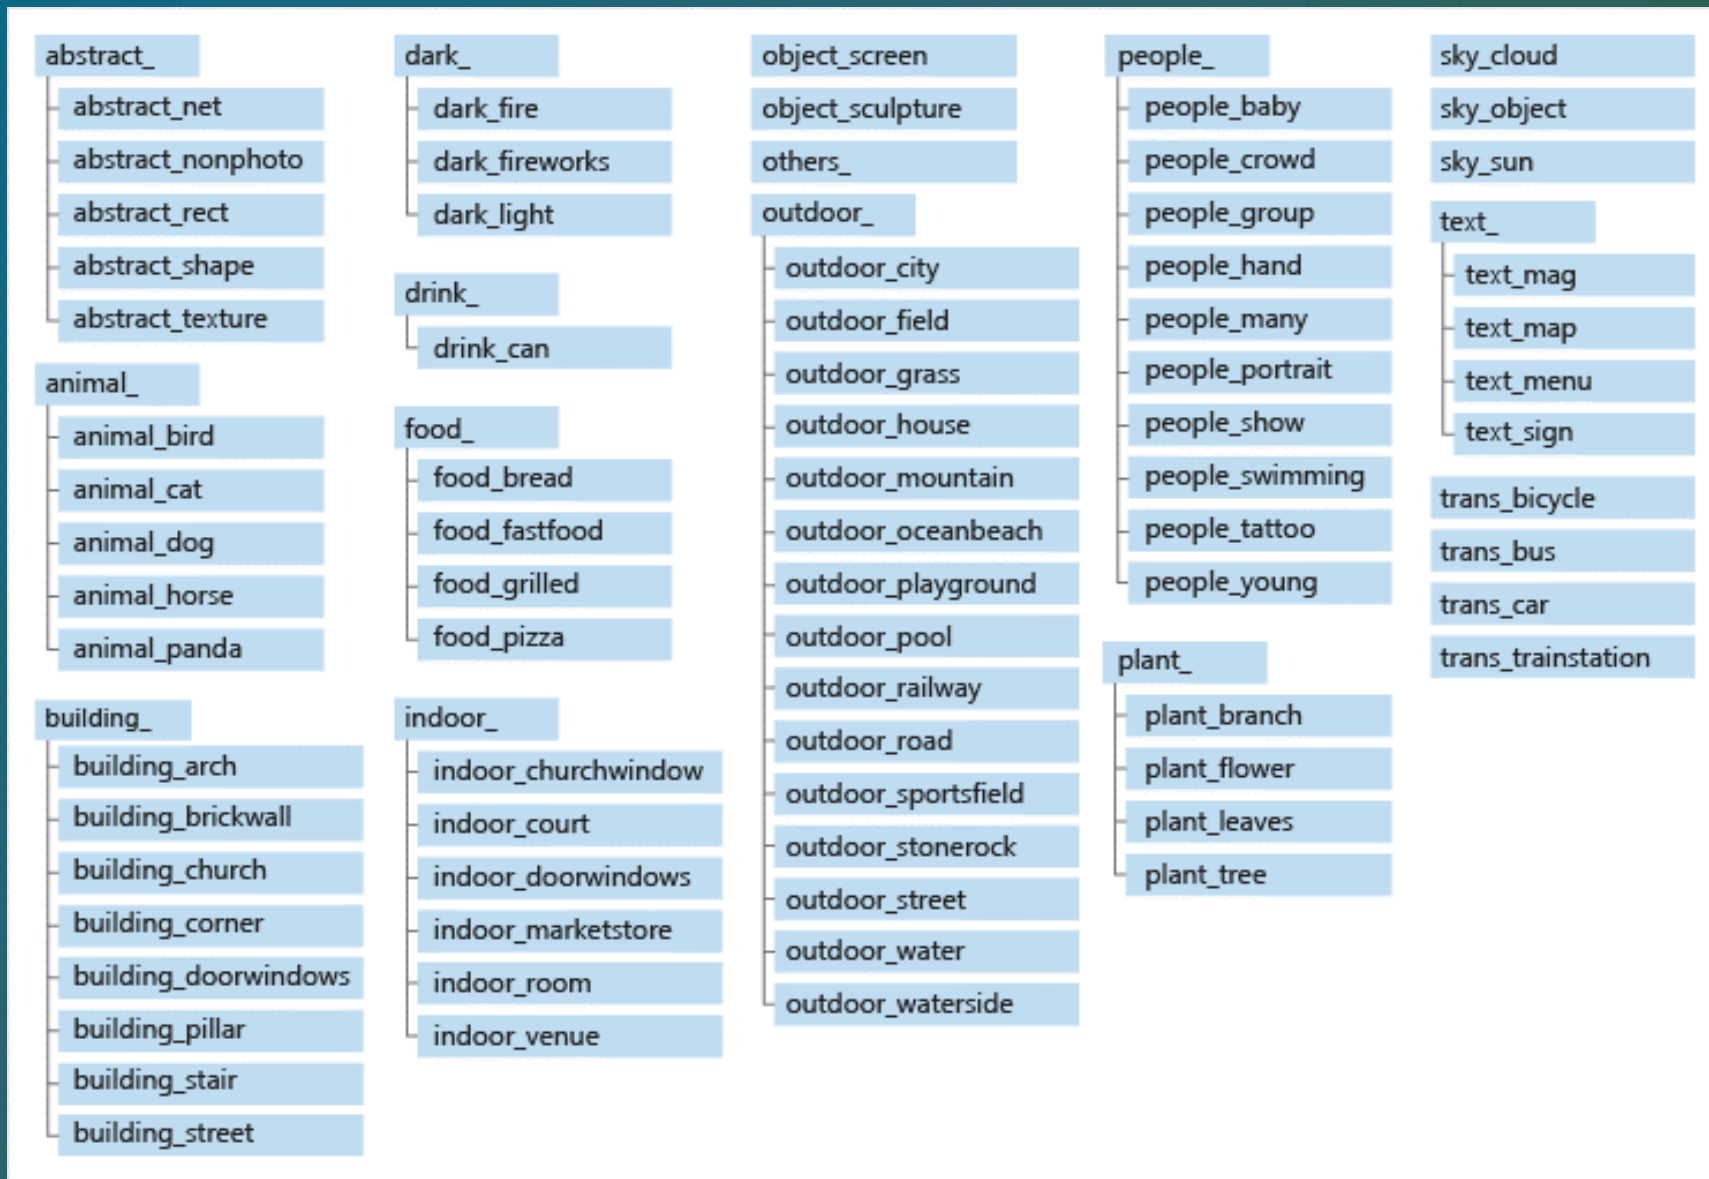 abstract_
abstract_net
abstract_nonphoto
abstract_rect
abstract_shape
abstract_texture
animal_
animal_bird
animal_cat
animal_dog
animal_horse
animal_panda
building_
building_arch
building_brickwall
building_church
building_corner
building_doorwindows
building_pillar
building_stair
building_street
dark_
dark_fire
dark_fireworks
dark_light
drink_
drink_can
food_
food_bread
food_fastfood
food_grilled
food_pizza
indoor_
indoor_churchwindow
indoor_court
indoor_doorwindows
indoor_marketstore
indoor_room
indoor_venue
object_screen
object_sculpture
others_
outdoor_
outdoor_city
outdoor_field
outdoor_grass
outdoor_house
outdoor_mountain
outdoor_oceanbeach
outdoor_playground
outdoor_pool
outdoor_railway
outdoor_road
outdoor_sportsfield
outdoor_stonerock
outdoor_street
outdoor_water
outdoor_waterside
people_
people_baby
people_crowd
people_group
people_hand
people_many
people_portrait
people_show
people_swimming
people_tattoo
people_young
plant_
plant_branch
plant_flower
plant_leaves
plant_tree
sky_cloud
sky_object
sky_sun
text_
text_mag
text_map
text_menu
text_sign
trans_bicycle
trans_bus
trans_car
trans_trainstation